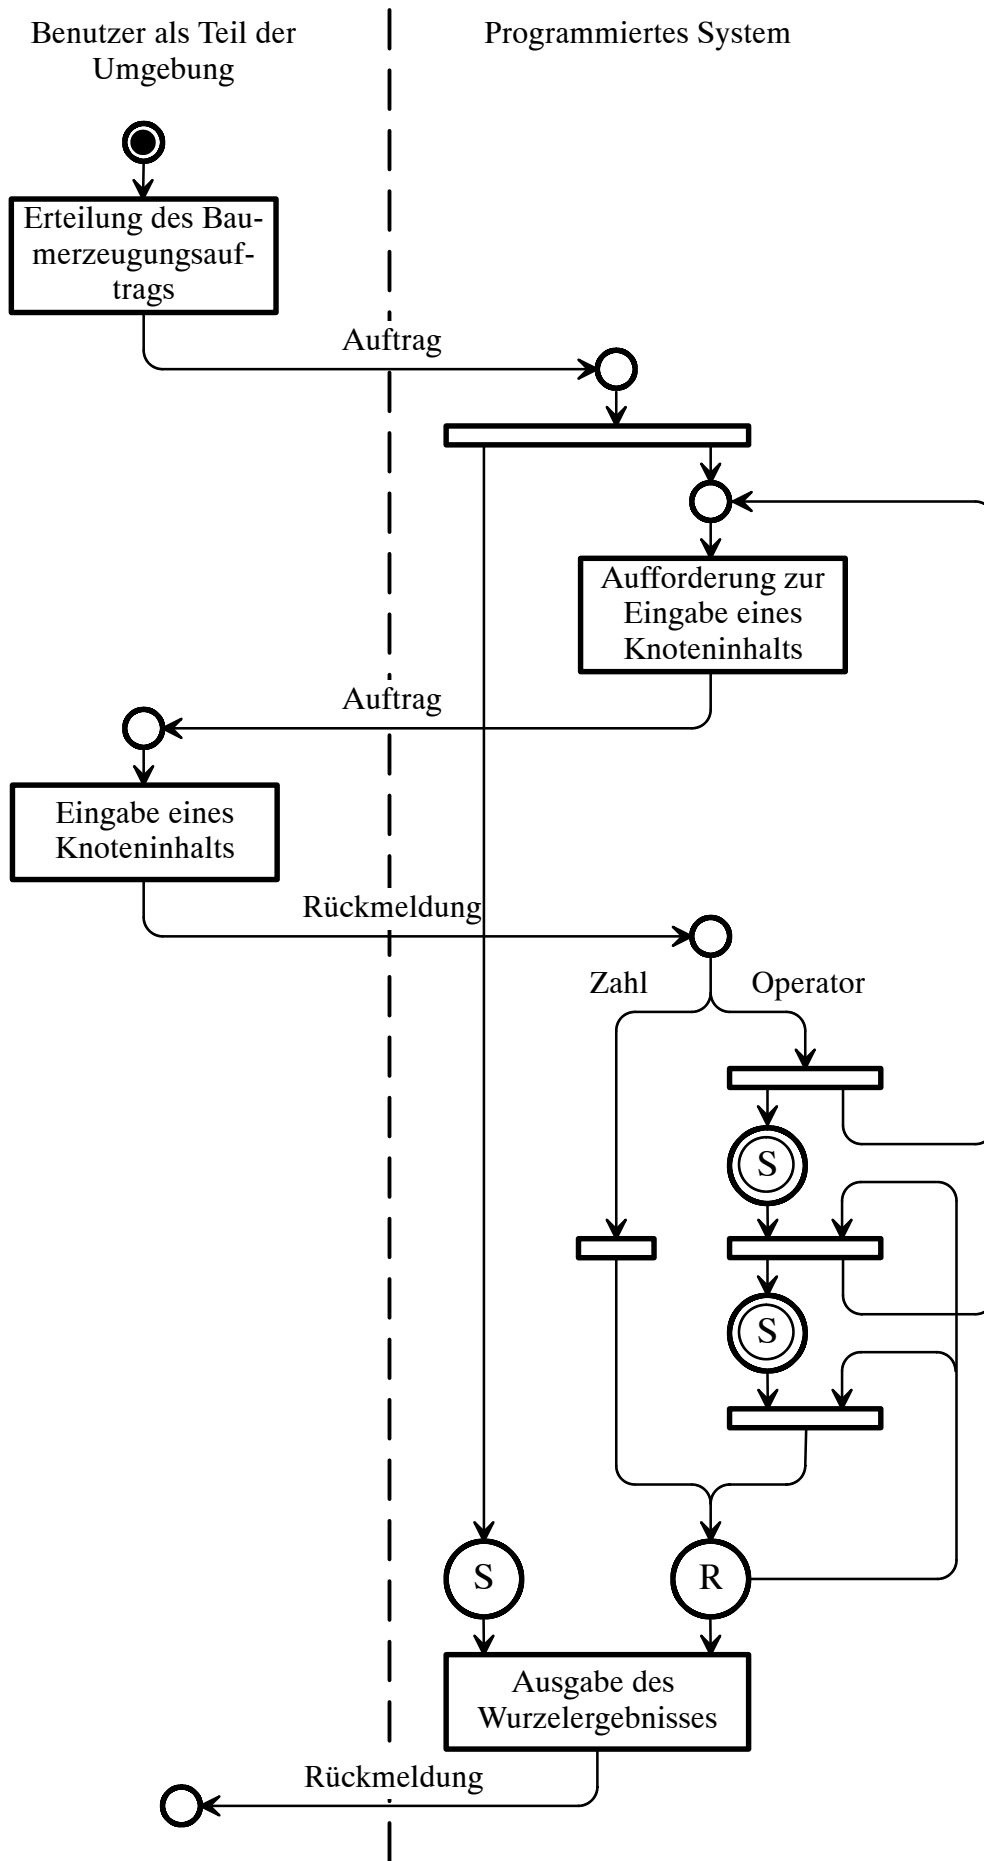 Benutzer als Teil der
Umgebung
Programmiertes System
Erteilung des Bau-
merzeugungsauf-
trags
Auftrag
Aufforderung zur
Eingabe eines
Knoteninhalts
Auftrag
Eingabe eines
Knoteninhalts
Rückmeldung
Zahl
Operator
S
S
S
R
Ausgabe des
Wurzelergebnisses
Rückmeldung